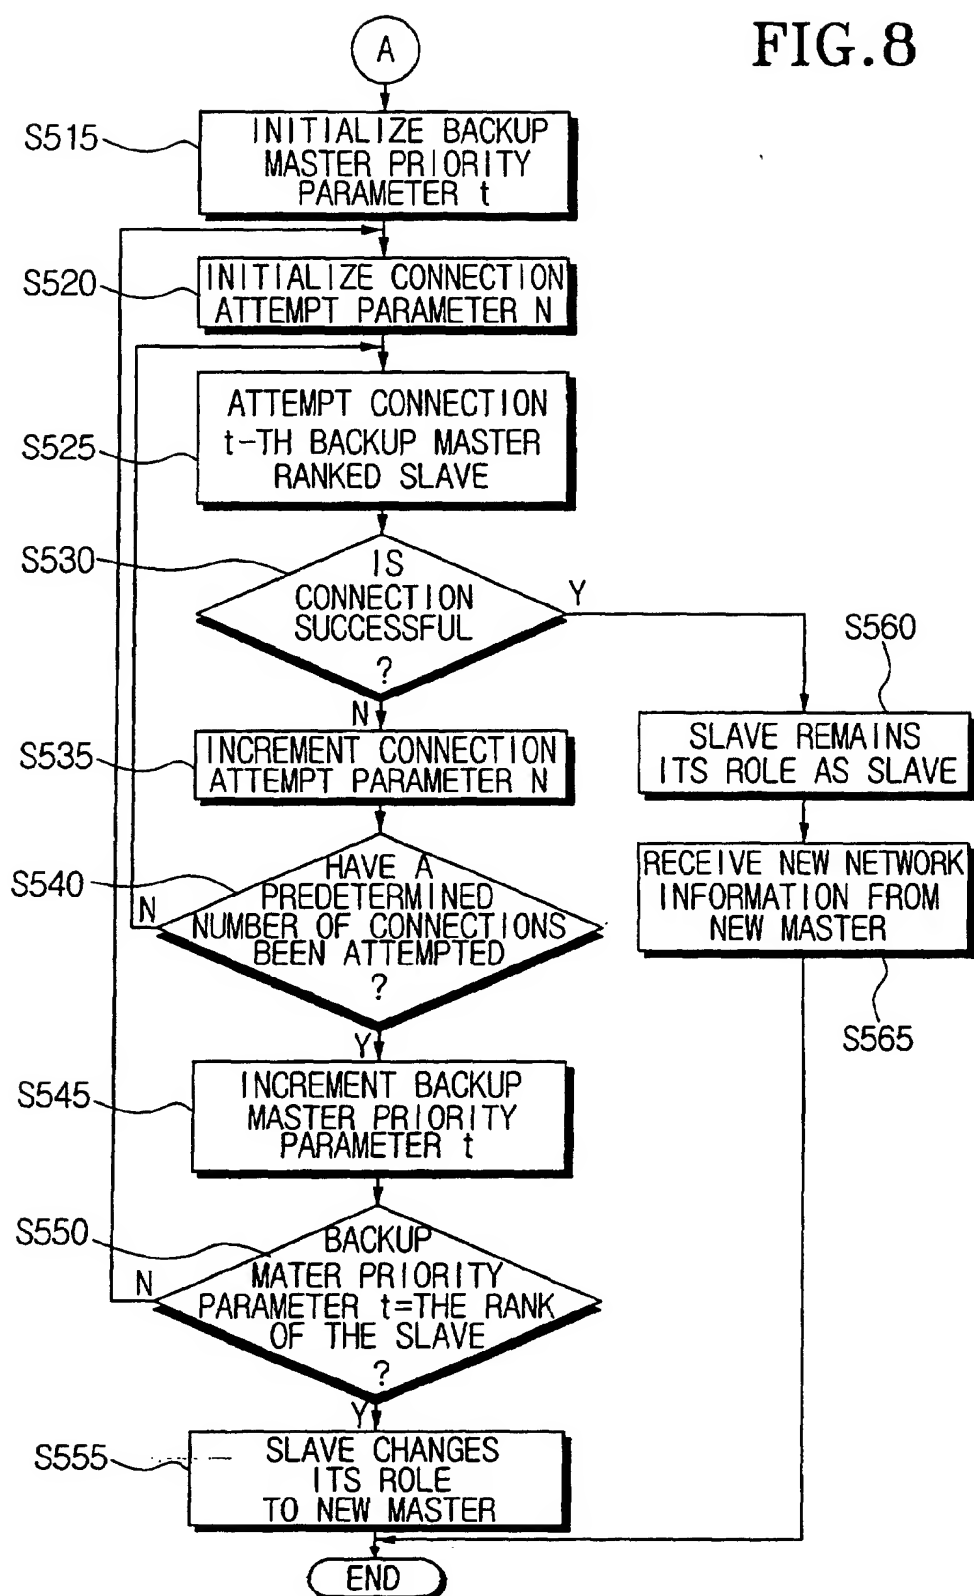 FIG.8
A
S515
INITIALIZE BACKUP
MASTER PRIORITY
PARAMETER t
S520
INITIALIZE CONNECTION
ATTEMPT PARAMETER N
S525
ATTEMPT CONNECTION
t-TH BACKUP MASTER
RANKED SLAVE
S530
IS
CONNECTION
SUCCESSFUL
?
Y
N
S560
SLAVE REMAINS
ITS ROLE AS SLAVE
S535
INCREMENT CONNECTION
ATTEMPT PARAMETER N
S540
HAVE A
PREDETERMINED
NUMBER OF CONNECTIONS
BEEN ATTEMPTED
?
N
Y
RECEIVE NEW NETWORK
INFORMATION FROM
NEW MASTER
S565
S545
INCREMENT BACKUP
MASTER PRIORITY
PARAMETER t
S550
BACKUP
MATER PRIORITY
PARAMETER t=THE RANK
OF THE SLAVE
?
N
Y
S555
SLAVE CHANGES
ITS ROLE
TO NEW MASTER
END